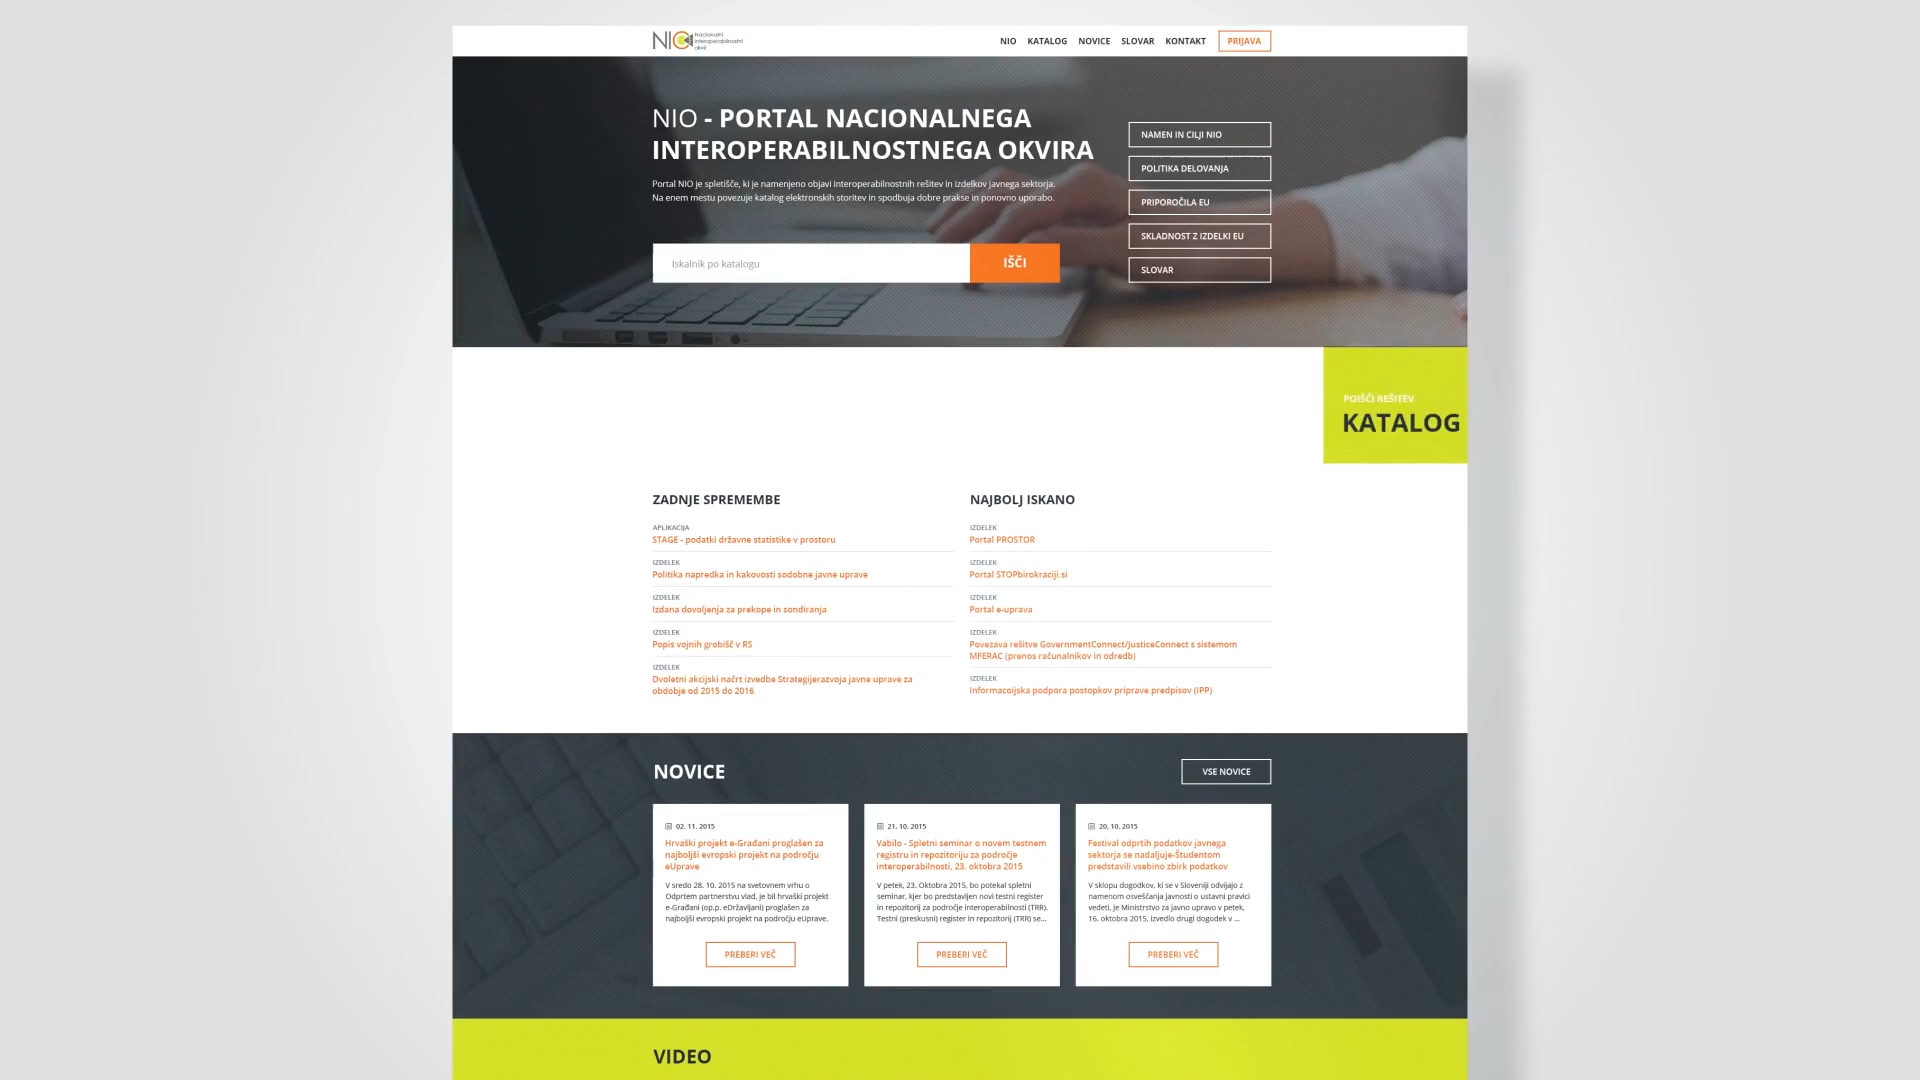 NIO Nacionalni
interoperabilnostni
okvir
NIO KATALOG NOVICE SLOVAR KONTAKT PRIJAVA
NIO - PORTAL NACIONALNEGA
INTEROPERABILNOSTNEGA OKVIRA
Portal NIO je spletišče, ki je namenjeno objavi interoperabilnostnih rešitev in izdelkov javnega sektorja.
Na enem mestu povezuje katalog elektronskih storitev in spodbuja dobre prakse in ponovno uporabo.
Iskalnik po katalogu
IŠČI
NAMEN IN CILJI NIO
POLITIKA DELOVANJA
PRIPOROČILA EU
SKLADNOST Z IZDELKI EU
SLOVAR
POIŠČI REŠITEV
KATALOG
ZADNJE SPREMEMBE
APLIKACIJA
STAGE - podatki državne statistike v prostoru
IZDELEK
Politika napredka in kakovosti sodobne javne uprave
IZDELEK
Izdana dovoljenja za prekope in sondiranja
IZDELEK
Popis vojnih grobišč v RS
IZDELEK
Dvoletni akcijski načrt izvedbe Strategijerazvoja javne uprave za
obdobje od 2015 do 2016
NAJBOLJ ISKANO
IZDELEK
Portal PROSTOR
IZDELEK
Portal STOPbirokraciji.si
IZDELEK
Portal e-uprava
IZDELEK
Povezava rešitve GovernmentConnect/JusticeConnect s sistemom
MFERAC (prenos računalnikov in odredb)
IZDELEK
Informacoijska podpora postopkov priprave predpisov (IPP)
NOVICE
VSE NOVICE
02. 11. 2015
Hrvaški projekt e-Građani proglašen za
najboljši evropski projekt na področju
eUprave
V sredo 28. 10. 2015 na svetovnem vrhu o
Odprtem partnerstvu vlad, je bil hrvaški projekt
e-Građani (op.p. eDržavljani) proglašen za
najboljši evropski projekt na področju eUprave.
PREBERI VEČ
21. 10. 2015
Vabilo - Spletni seminar o novem testnem
registru in repozitoriju za področje
interoperabilnosti, 23. oktobra 2015
V petek, 23. Oktobra 2015, bo potekal spletni
seminar, kjer bo predstavljen novi testni register
in repozitorij za področje interoperabilnosti (TRR).
Testni (preskusni) register in repozitorij (TRR) se...
PREBERI VEČ
20. 10. 2015
Festival odprtih podatkov javnega
sektorja se nadaljuje-Študentom
predstavili vsebino zbirk podatkov
V sklopu dogodkov, ki se v Sloveniji odvijajo z
namenom osveščanja javnosti o ustavni pravici
vedeti, je Ministrstvo za javno upravo v petek,
16. oktobra 2015, izvedlo drugi dogodek v ...
PREBERI VEČ
VIDEO